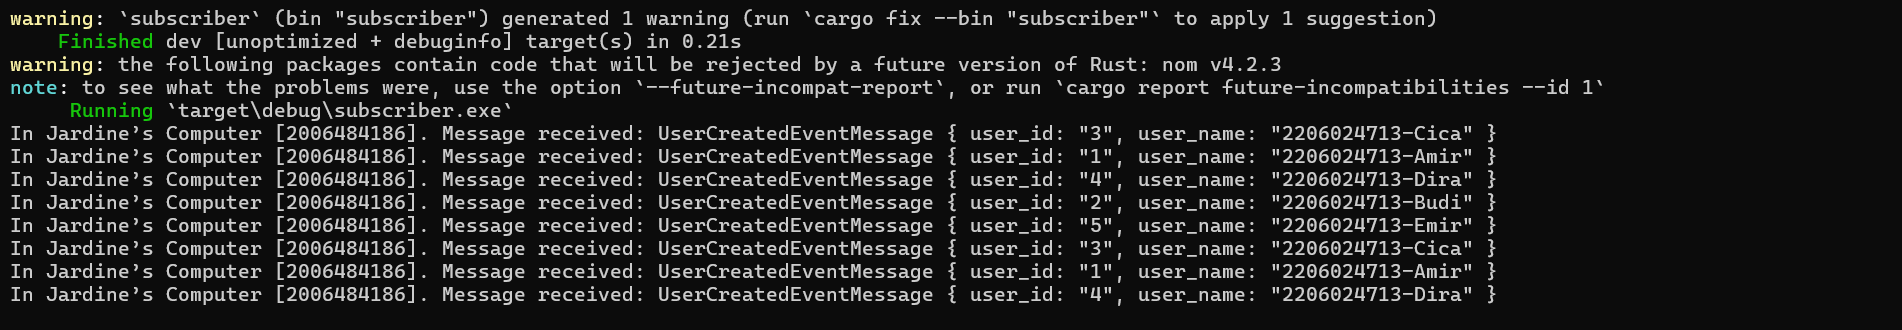 warning: `subscriber` (bin "subscriber") generated 1 warning (run `cargo fix --bin "subscriber"` to apply 1 suggestion)
    Finished dev [unoptimized + debuginfo] target(s) in 0.21s
warning: the following packages contain code that will be rejected by a future version of Rust: nom v4.2.3
note: to see what the problems were, use the option `--future-incompat-report`, or run `cargo report future-incompatibilities --id 1`
     Running `target\debug\subscriber.exe`
In Jardine’s Computer [2006484186]. Message received: UserCreatedEventMessage { user_id: "3", user_name: "2206024713-Cica" }
In Jardine’s Computer [2006484186]. Message received: UserCreatedEventMessage { user_id: "1", user_name: "2206024713-Amir" }
In Jardine’s Computer [2006484186]. Message received: UserCreatedEventMessage { user_id: "4", user_name: "2206024713-Dira" }
In Jardine’s Computer [2006484186]. Message received: UserCreatedEventMessage { user_id: "2", user_name: "2206024713-Budi" }
In Jardine’s Computer [2006484186]. Message received: UserCreatedEventMessage { user_id: "5", user_name: "2206024713-Emir" }
In Jardine’s Computer [2006484186]. Message received: UserCreatedEventMessage { user_id: "3", user_name: "2206024713-Cica" }
In Jardine’s Computer [2006484186]. Message received: UserCreatedEventMessage { user_id: "1", user_name: "2206024713-Amir" }
In Jardine’s Computer [2006484186]. Message received: UserCreatedEventMessage { user_id: "4", user_name: "2206024713-Dira" }